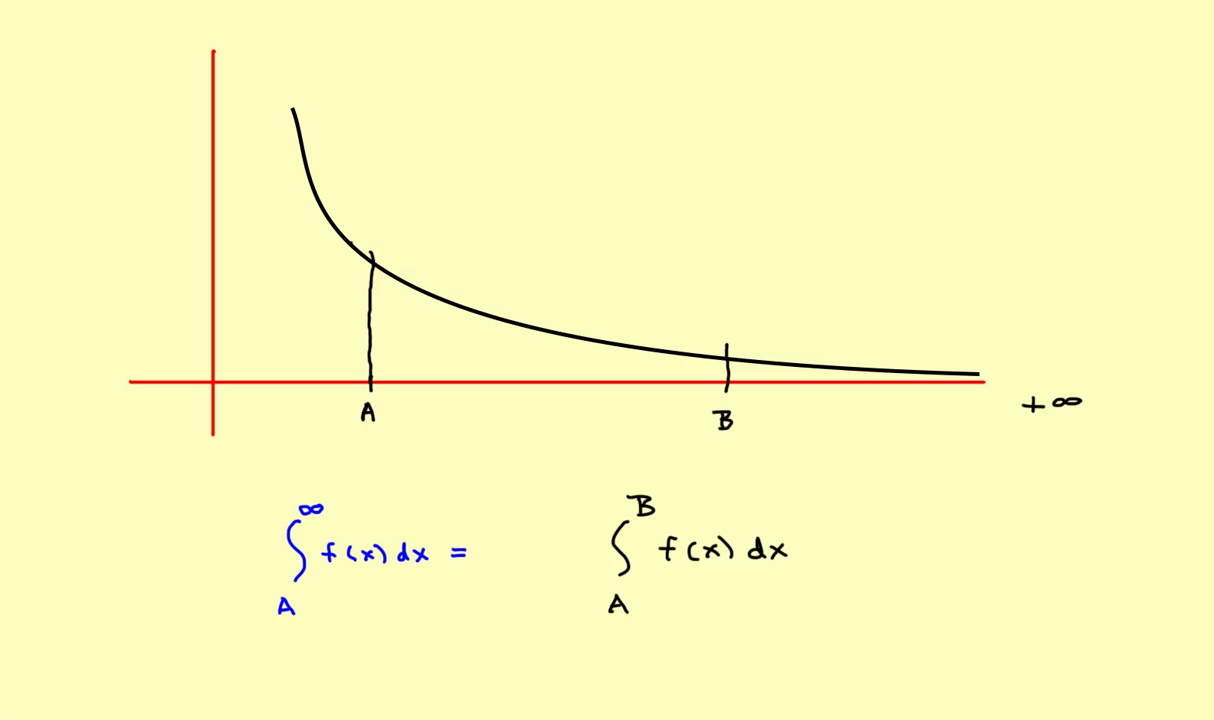 A B +∞
∫_A^∞ f(x) dx = ∫_A^B f(x) dx